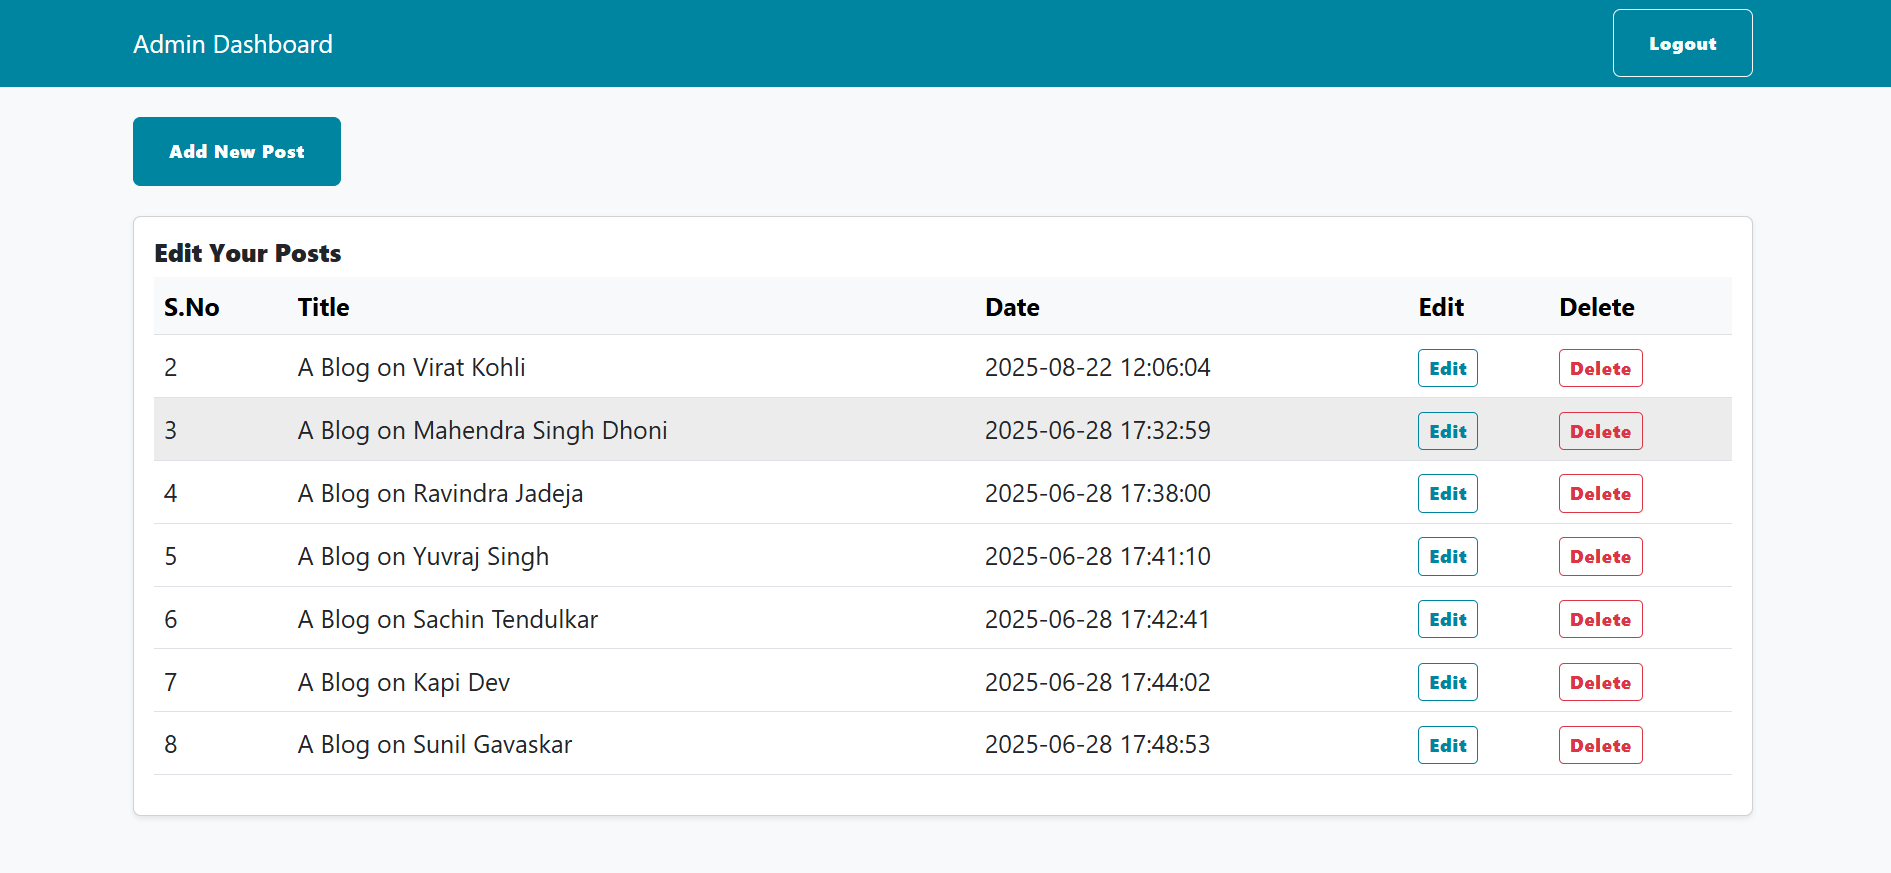 Admin Dashboard Logout
Add New Post
Edit Your Posts
S.No Title Date Edit Delete
2 A Blog on Virat Kohli 2025-08-22 12:06:04 Edit Delete
3 A Blog on Mahendra Singh Dhoni 2025-06-28 17:32:59 Edit Delete
4 A Blog on Ravindra Jadeja 2025-06-28 17:38:00 Edit Delete
5 A Blog on Yuvraj Singh 2025-06-28 17:41:10 Edit Delete
6 A Blog on Sachin Tendulkar 2025-06-28 17:42:41 Edit Delete
7 A Blog on Kapi Dev 2025-06-28 17:44:02 Edit Delete
8 A Blog on Sunil Gavaskar 2025-06-28 17:48:53 Edit Delete